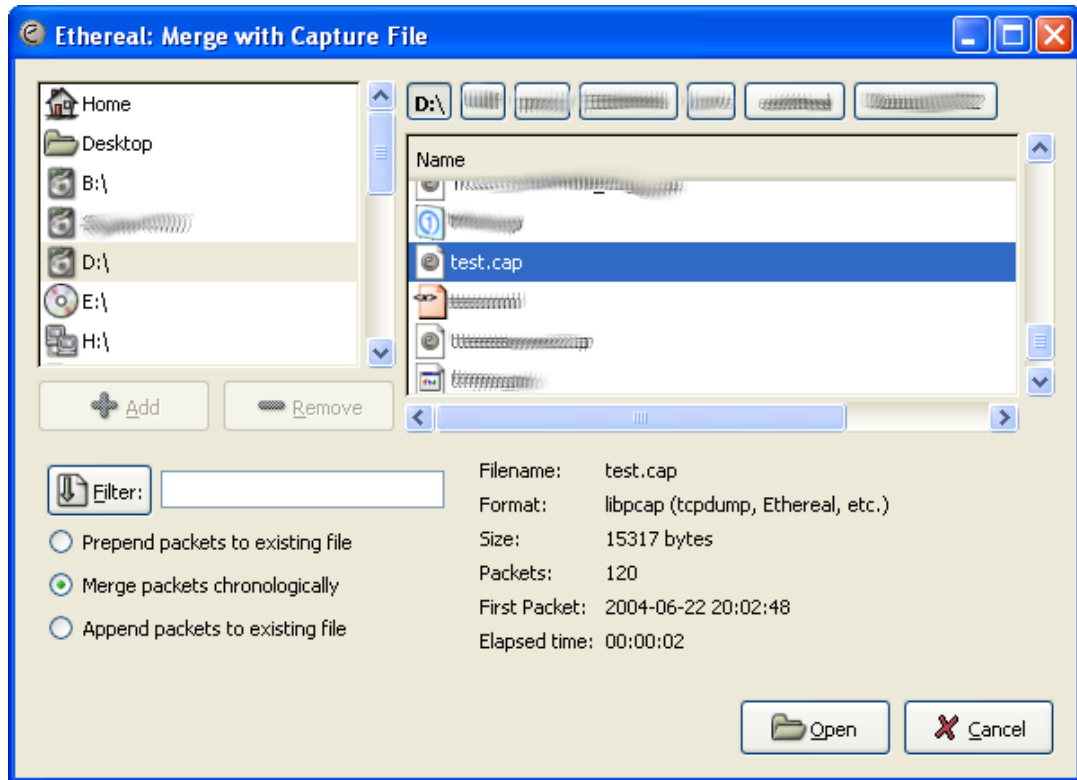 Ethereal: Merge with Capture File
Home
Desktop
B:\
D:\
E:\
H:\
Add
Remove
D:\
Name
test.cap
Filter:
Prepend packets to existing file
Merge packets chronologically
Append packets to existing file
Filename: test.cap
Format: libpcap (tcpdump, Ethereal, etc.)
Size: 15317 bytes
Packets: 120
First Packet: 2004-06-22 20:02:48
Elapsed time: 00:00:02
Open
Cancel